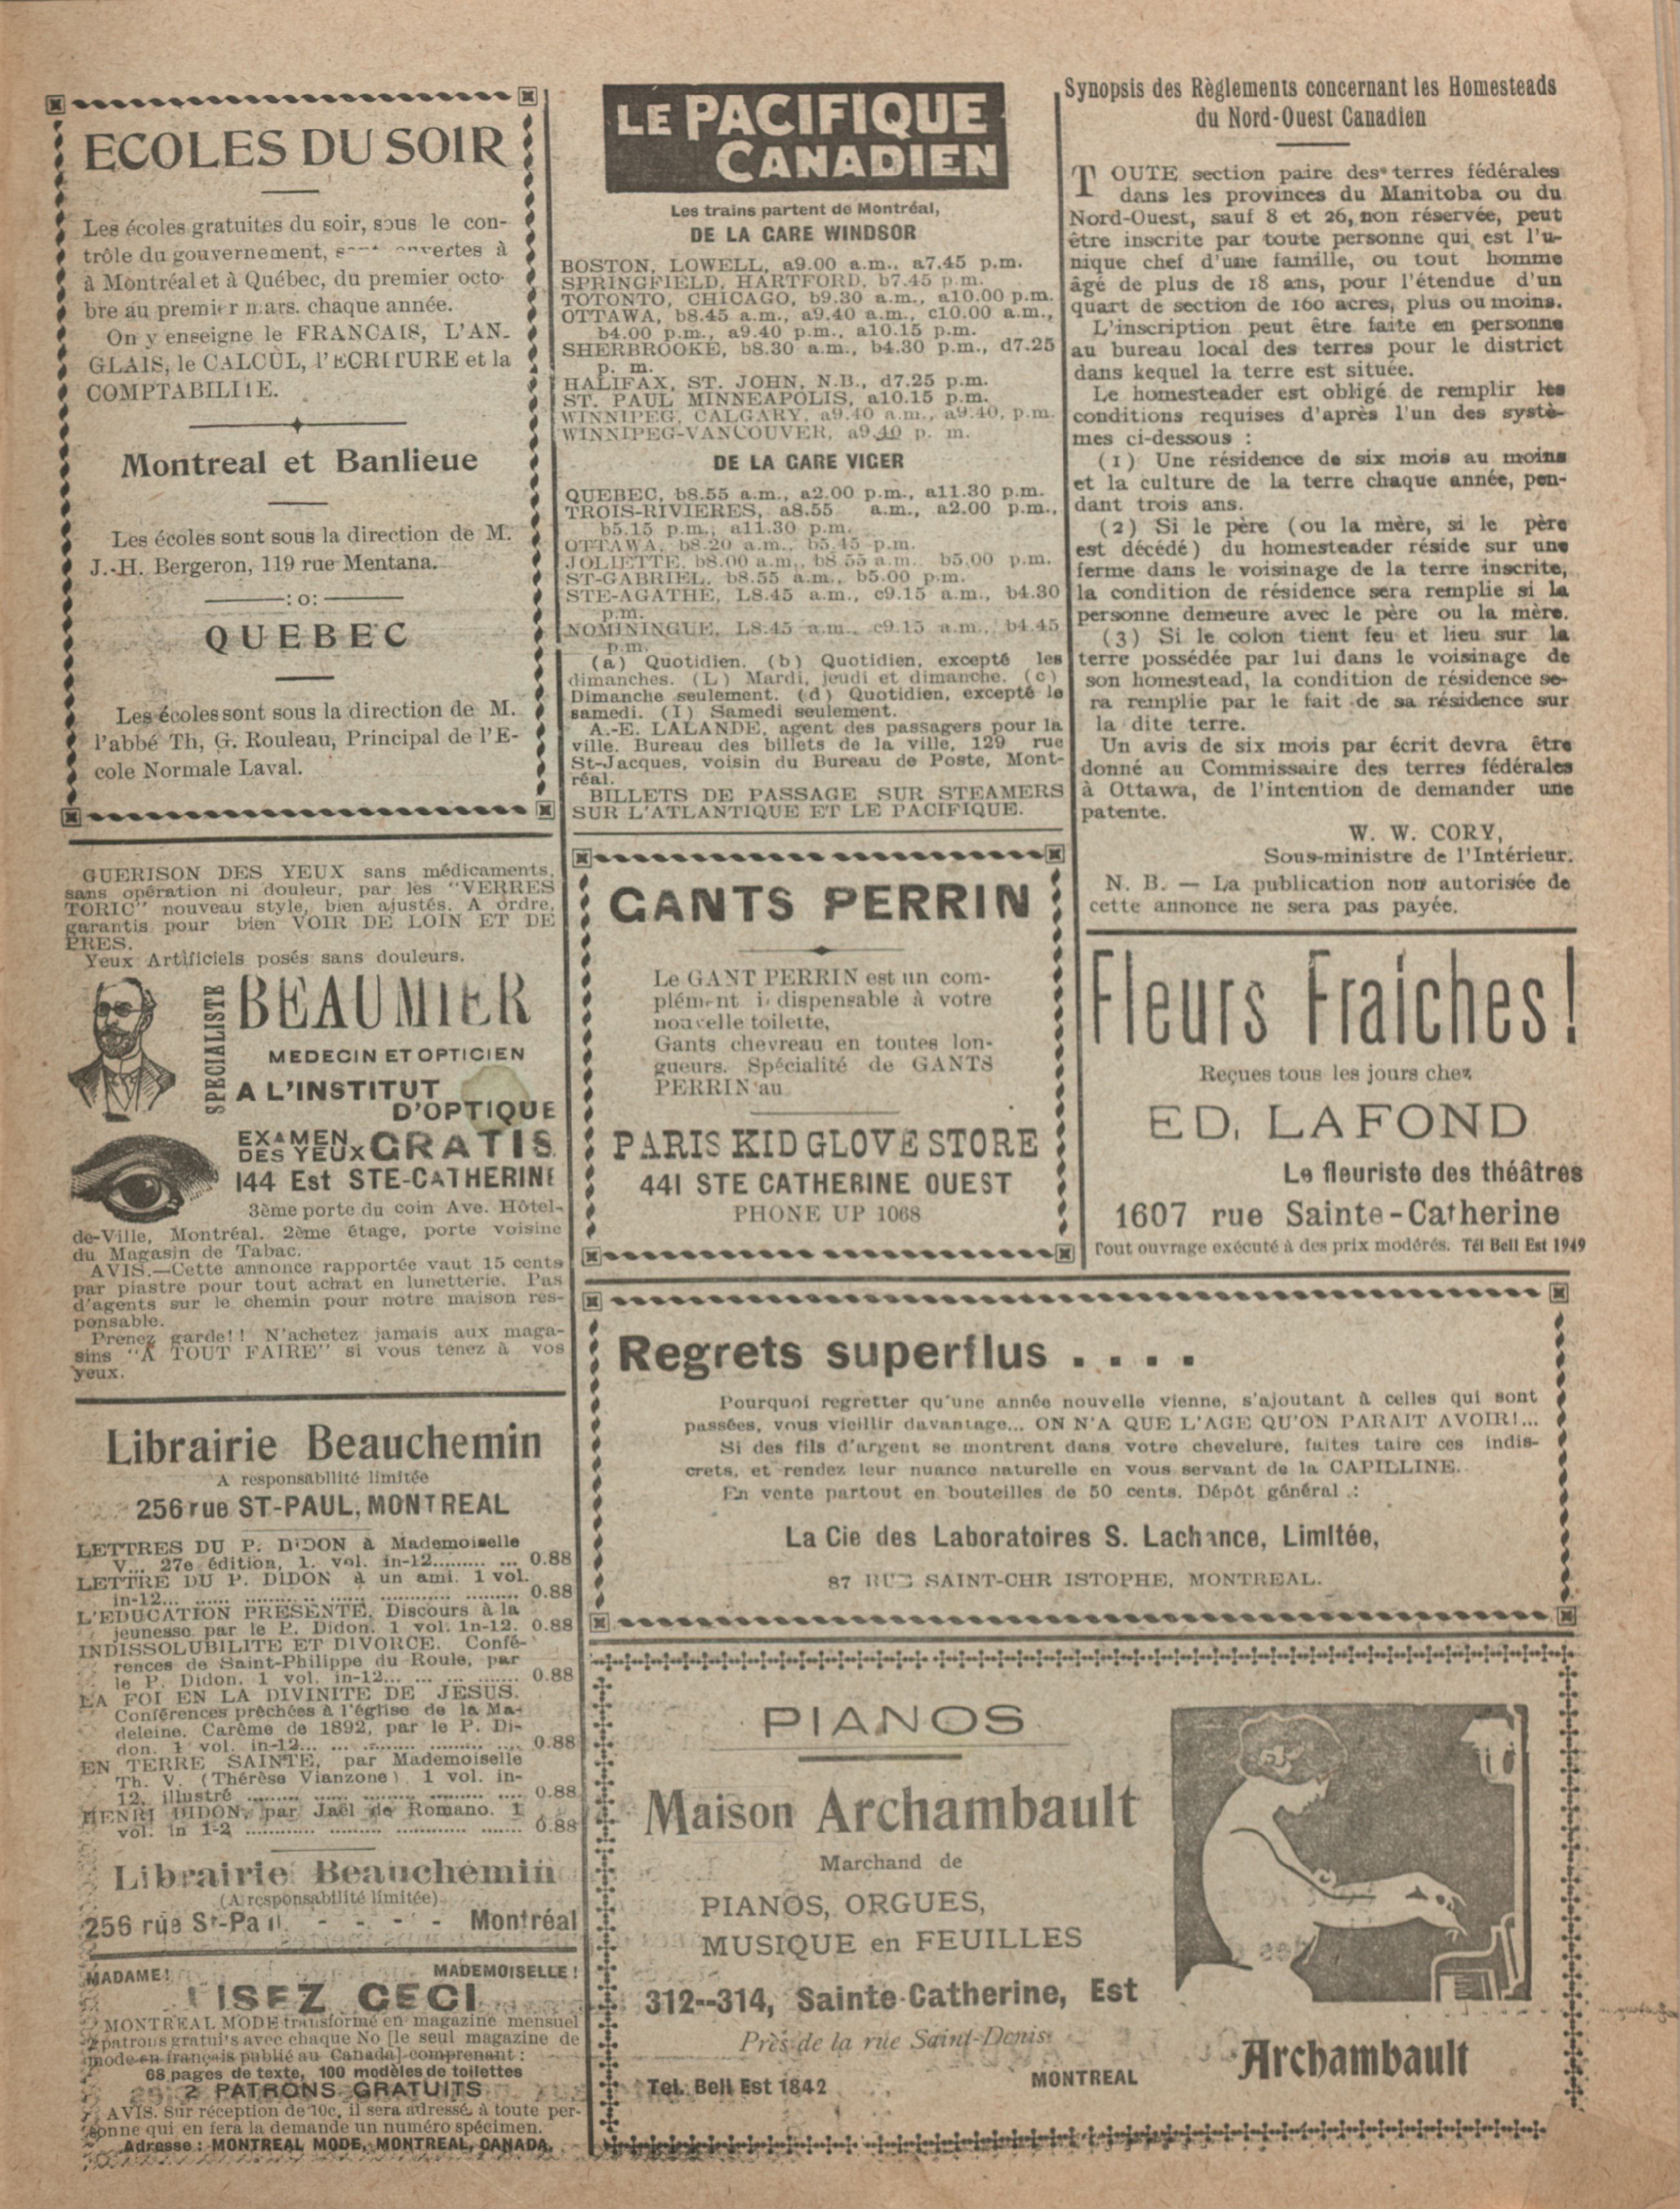 ECOLES DU SOIR
Les écoles gratuites du soir, sous le con-
trôle du gouvernement, ouvertes à
à Montréal et à Québec, du premier octo-
bre au premier mars chaque année.
On y enseigne le FRANCAIS, L'AN-
GLAIS, le CALCUL, l'ECRITURE et la
COMPTABILITE.
Montreal et Banlieue
Les écoles sont sous la direction de M.
J.-H. Bergeron, 119 rue Mentana.
:o:
QUEBEC
Les écoles sont sous la direction de M.
l'abbé Th, G. Rouleau, Principal de l'E-
cole Normale Laval.
GUERISON DES YEUX sans médicaments,
sans opération ni douleur, par les "VERRES
TORIC" nouveau style, bien ajustés. A ordre,
garantis pour bien VOIR DE LOIN ET DE
PRES.
Yeux Artificiels posés sans douleurs.
SPECIALISTE
BEAUMIER
MEDECIN ET OPTICIEN
A L'INSTITUT
D'OPTIQUE
EXAMEN
DES YEUX GRATIS
144 Est STE-CATHERINE
3ème porte du coin Ave. Hôtel-
de-Ville, Montréal. 2ème étage, porte voisine
du Magasin de Tabac.
AVIS.—Cette annonce rapportée vaut 15 cents
par piastre pour tout achat en lunetterie. Pas
d'agents sur le chemin pour notre maison res-
ponsable.
Prenez garde!! N'achetez jamais aux maga-
sins "A TOUT FAIRE" si vous tenez à vos
yeux.
Librairie Beauchemin
A responsabilité limitée
256 rue ST-PAUL, MONTREAL
LETTRES DU P. DIDON à Mademoiselle
V... 27e édition, 1. vol. in-12......... ... 0.88
LETTRE DU P. DIDON à un ami. 1 vol.
in-12... ...... ............ ...... ............ ......... 0.88
L'EDUCATION PRESENTE, Discours à la
jeunesse par le P. Didon. 1 vol. in-12. 0.88
INDISSOLUBILITE ET DIVORCE. Confé-
rences de Saint-Philippe du Roule, par
le P. Didon. 1 vol. in-12... ... ... ....... 0.88
LA FOI EN LA DIVINITE DE JESUS.
Conférences prêchées à l'église de la Ma-
deleine. Carême de 1892, par le P. Di-
don. 1 vol. in-12... ... ......... ......... .... 0.88
EN TERRE SAINTE, par Mademoiselle
Th. V. (Thérèse Vianzone). 1 vol. in-
12, illustré ......... ...... ......... ......... .... 0.88
HENRI DIDON, par Jaël de Romano. 1
vol. in 1-2 ............ ......... ............ ....... 0.88
Librairie Beauchemin
(A responsabilité limitée)
256 rue St-Paul. - - - - Montréal
MADAME! MADEMOISELLE!
LISEZ CECI
MONTREAL MODE transformé en magazine mensuel
2 patrons gratuits avec chaque No [le seul magazine de
mode en français publié au Canada] comprenant :
68 pages de texte, 100 modèles de toilettes
2 PATRONS GRATUITS
AVIS. Sur réception de 10c, il sera adressé à toute per-
sonne qui en fera la demande un numéro spécimen.
Adresse : MONTREAL MODE, MONTREAL, CANADA.
LE PACIFIQUE
CANADIEN
Les trains partent de Montréal,
DE LA GARE WINDSOR
BOSTON, LOWELL, a9.00 a.m., a7.45 p.m.
SPRINGFIELD, HARTFORD, b7.45 p.m.
TOTONTO, CHICAGO, b9.30 a.m., a10.00 p.m.
OTTAWA, b8.45 a.m., a9.40 a.m., c10.00 a.m.,
b4.00 p.m., a9.40 p.m., a10.15 p.m.
SHERBROOKE, b8.30 a.m., b4.30 p.m., d7.25
p. m.
HALIFAX, ST. JOHN, N.B., d7.25 p.m.
ST. PAUL MINNEAPOLIS, a10.15 p.m.
WINNIPEG, CALGARY, a9.40 a.m., a9.40, p.m.
WINNIPEG-VANCOUVER, a9.40 p. m.
DE LA GARE VIGER
QUEBEC, b8.55 a.m., a2.00 p.m., a11.30 p.m.
TROIS-RIVIERES, a8.55 a.m., a2.00 p.m.,
b5.15 p.m., a11.30 p.m.
OTTAWA, b8.20 a.m., b5.45 p.m.
JOLIETTE, b8.00 a.m., b8.55 a.m. b5.00 p.m.
ST-GABRIEL, b8.55 a.m., b5.00 p.m.
STE-AGATHE, L8.45 a.m., c9.15 a.m., b4.30
p.m.
NOMININGUE, L8.45 a.m., c9.15 a.m., b4.45
p.m.
(a) Quotidien. (b) Quotidien, excepté les
dimanches. (L) Mardi, jeudi et dimanche. (c)
Dimanche seulement. (d) Quotidien, excepté le
samedi. (I) Samedi seulement.
A.-E. LALANDE, agent des passagers pour la
ville. Bureau des billets de la ville, 129 rue
St-Jacques, voisin du Bureau de Poste, Mont-
réal.
BILLETS DE PASSAGE SUR STEAMERS
SUR L'ATLANTIQUE ET LE PACIFIQUE.
GANTS PERRIN
Le GANT PERRIN est un com-
plément indispensable à votre
nouvelle toilette,
Gants chevreau en toutes lon-
gueurs. Spécialité de GANTS
PERRIN au
PARIS KID GLOVE STORE
441 STE CATHERINE OUEST
PHONE UP 1068
Synopsis des Règlements concernant les Homesteads
du Nord-Ouest Canadien
TOUTE section paire des terres fédérales
dans les provinces du Manitoba ou du
Nord-Ouest, sauf 8 et 26, non réservée, peut
être inscrite par toute personne qui est l'u-
nique chef d'une famille, ou tout homme
âgé de plus de 18 ans, pour l'étendue d'un
quart de section de 160 acres, plus ou moins.
L'inscription peut être faite en personne
au bureau local des terres pour le district
dans kequel la terre est située.
Le homesteader est obligé de remplir les
conditions requises d'après l'un des systè-
mes ci-dessous :
(1) Une résidence de six mois au moins
et la culture de la terre chaque année, pen-
dant trois ans.
(2) Si le père (ou la mère, si le père
est décédé) du homesteader réside sur une
ferme dans le voisinage de la terre inscrite,
la condition de résidence sera remplie si la
personne demeure avec le père ou la mère.
(3) Si le colon tient feu et lieu sur la
terre possédée par lui dans le voisinage de
son homestead, la condition de résidence se-
ra remplie par le fait de sa résidence sur
la dite terre.
Un avis de six mois par écrit devra être
donné au Commissaire des terres fédérales
à Ottawa, de l'intention de demander une
patente.
W. W. CORY,
Sous-ministre de l'Intérieur.
N. B. — La publication non autorisée de
cette annonce ne sera pas payée.
Fleurs Fraiches!
Reçues tous les jours chez
ED. LAFOND
Le fleuriste des théâtres
1607 rue Sainte-Catherine
Tout ouvrage exécuté à des prix modérés. Tél Bell Est 1949
Regrets superflus ....
Pourquoi regretter qu'une année nouvelle vienne, s'ajoutant à celles qui sont
passées, vous vieillir davantage... ON N'A QUE L'AGE QU'ON PARAIT AVOIR!...
Si des fils d'argent se montrent dans votre chevelure, faites taire ces indis-
crets, et rendez leur nuance naturelle en vous servant de la CAPILLINE.
En vente partout en bouteilles de 50 cents. Dépôt général :
La Cie des Laboratoires S. Lachance, Limitée,
87 RUE SAINT-CHR ISTOPHE, MONTREAL.
PIANOS
Maison Archambault
Marchand de
PIANOS, ORGUES,
MUSIQUE en FEUILLES
312--314, Sainte-Catherine, Est
Près de la rue Saint-Denis
Tel. Bell Est 1842
MONTREAL
Archambault